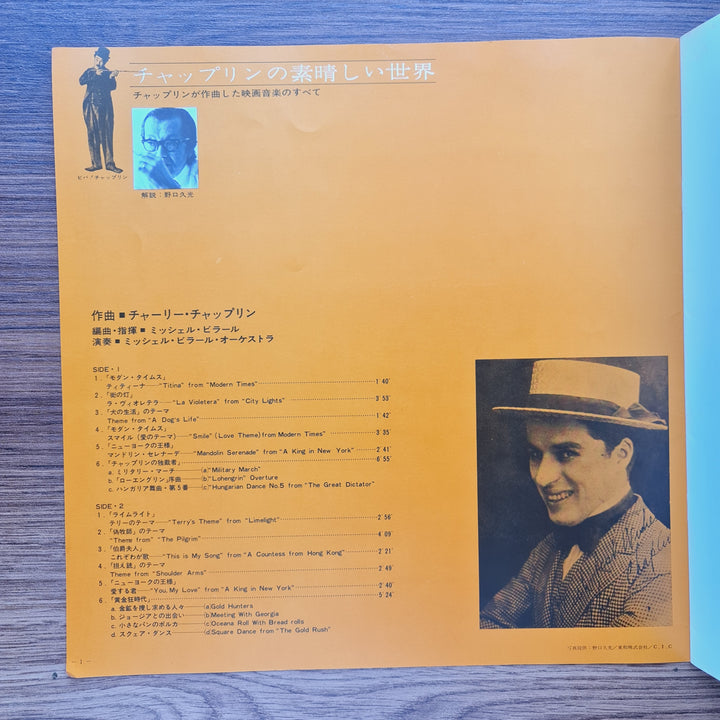 チャップリンの素晴しい世界
チャップリンが作曲した映画音楽のすべて
ビバ！チャップリン
解説：野口久光
作曲■チャーリー・チャップリン
編曲・指揮■ミッシェル・ビラール
演奏■ミッシェル・ビラール・オーケストラ
SIDE・1
1.「モダン・タイムス」
ティティーナ——"Titina" from "Modern Times" 1′40″
2.「街の灯」
ラ・ヴィオレテラ——"La Violetera" from "City Lights" 3′53″
3.「犬の生活」のテーマ
Theme from "A Dog's Life" 1′42″
4.「モダン・タイムス」
スマイル(愛のテーマ)——"Smile" (Love Theme) from Modern Times" 3′35″
5.「ニューヨークの王様」
マンドリン・セレナーデ——"Mandolin Serenade" from "A King in New York" 2′41″
6.「チャップリンの独裁者」 6′55″
a. ミリタリー・マーチ——(a:"Military March"
b.「ローエングリン」序曲——(b:"Lohengrin" Overture
c. ハンガリア舞曲・第5番——(c:"Hungarian Dance No.5 from "The Great Dictator"
SIDE・2
1.「ライムライト」
テリーのテーマ——"Terry's Theme" from "Limelight" 2′56″
2.「偽牧師」のテーマ
"Theme from" "The Pilgrim" 4′09″
3.「伯爵夫人」
これぞわが歌——"This is My Song" from "A Countess from Hong Kong" 2′21″
4.「担え銃」のテーマ
Theme from "Shoulder Arms" 2′49″
5.「ニューヨークの王様」
愛する君——"You, My Love" from "A King in New York" 2′40″
6.「黄金狂時代」 5′24″
a. 金鉱を捜し求める人々——(a:Gold Hunters
b. ジョージアとの出会い——(b:Meeting With Georgia
c. 小さなパンのポルカ——(c:Oceana Roll With Bread rolls
d. スクェア・ダンス——(d:Square Dance from "The Gold Rush"
Chaplin
写真提供：野口久光／東和株式会社／C.I.C
—1—